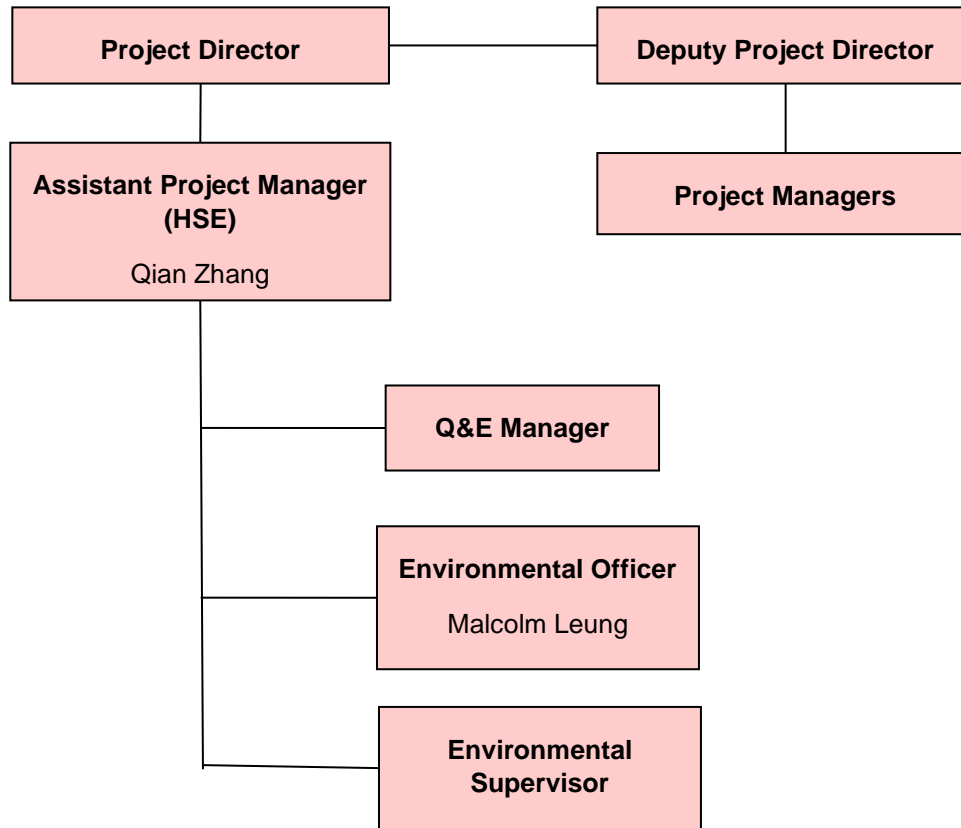 Project Director
Deputy Project Director
Assistant Project Manager
(HSE)
Qian Zhang
Project Managers
Q&E Manager
Environmental Officer
Malcolm Leung
Environmental
Supervisor